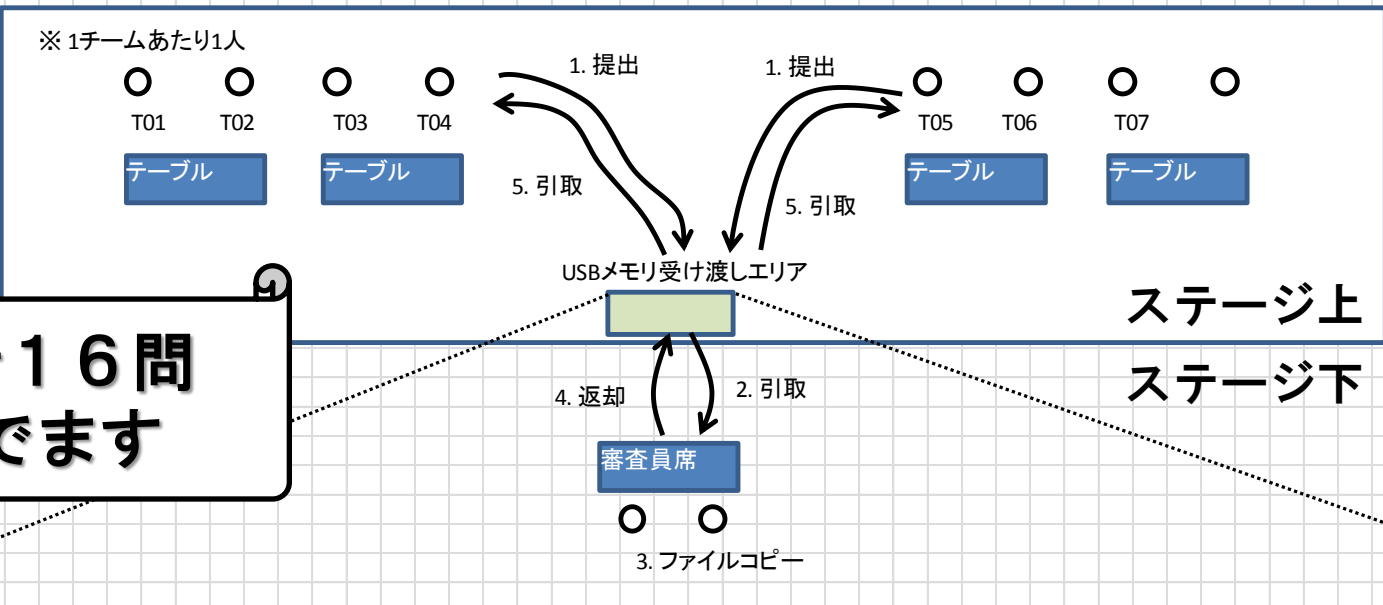 ※ 1チームあたり1人
1. 提出
1. 提出
T01
T02
T03
T04
T05
T06
T07
テーブル
テーブル
テーブル
テーブル
5. 引取
5. 引取
USBメモリ受け渡しエリア
ステージ上
16問
でます
ステージ下
4. 返却
2. 引取
審査員席
3. ファイルコピー